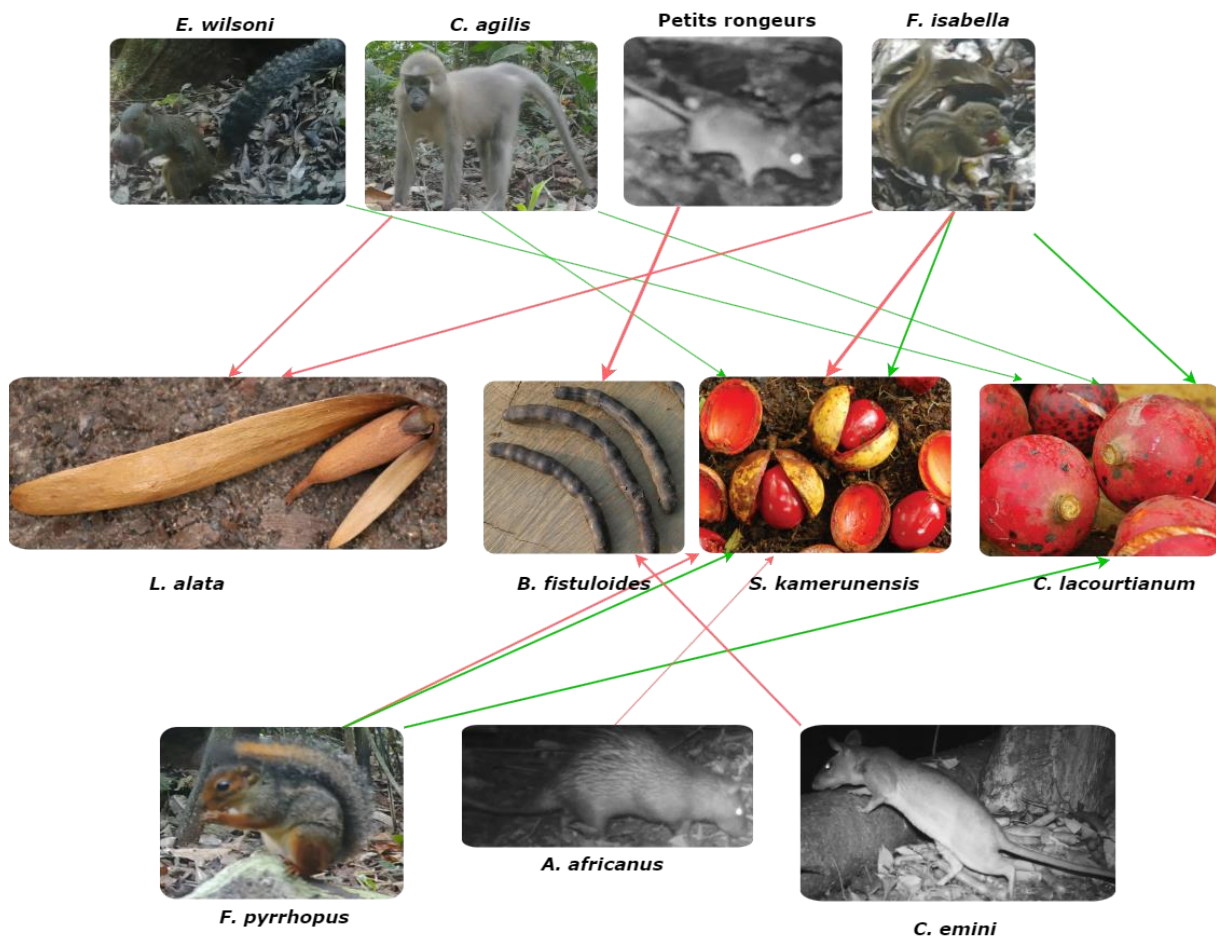 E. wilsoni
C. agilis
Petits rongeurs
F. isabella
L. alata
B. fistuloides
S. kamerunensis
C. lacourtianum
F. pyrrhopus
A. africanus
C. emini